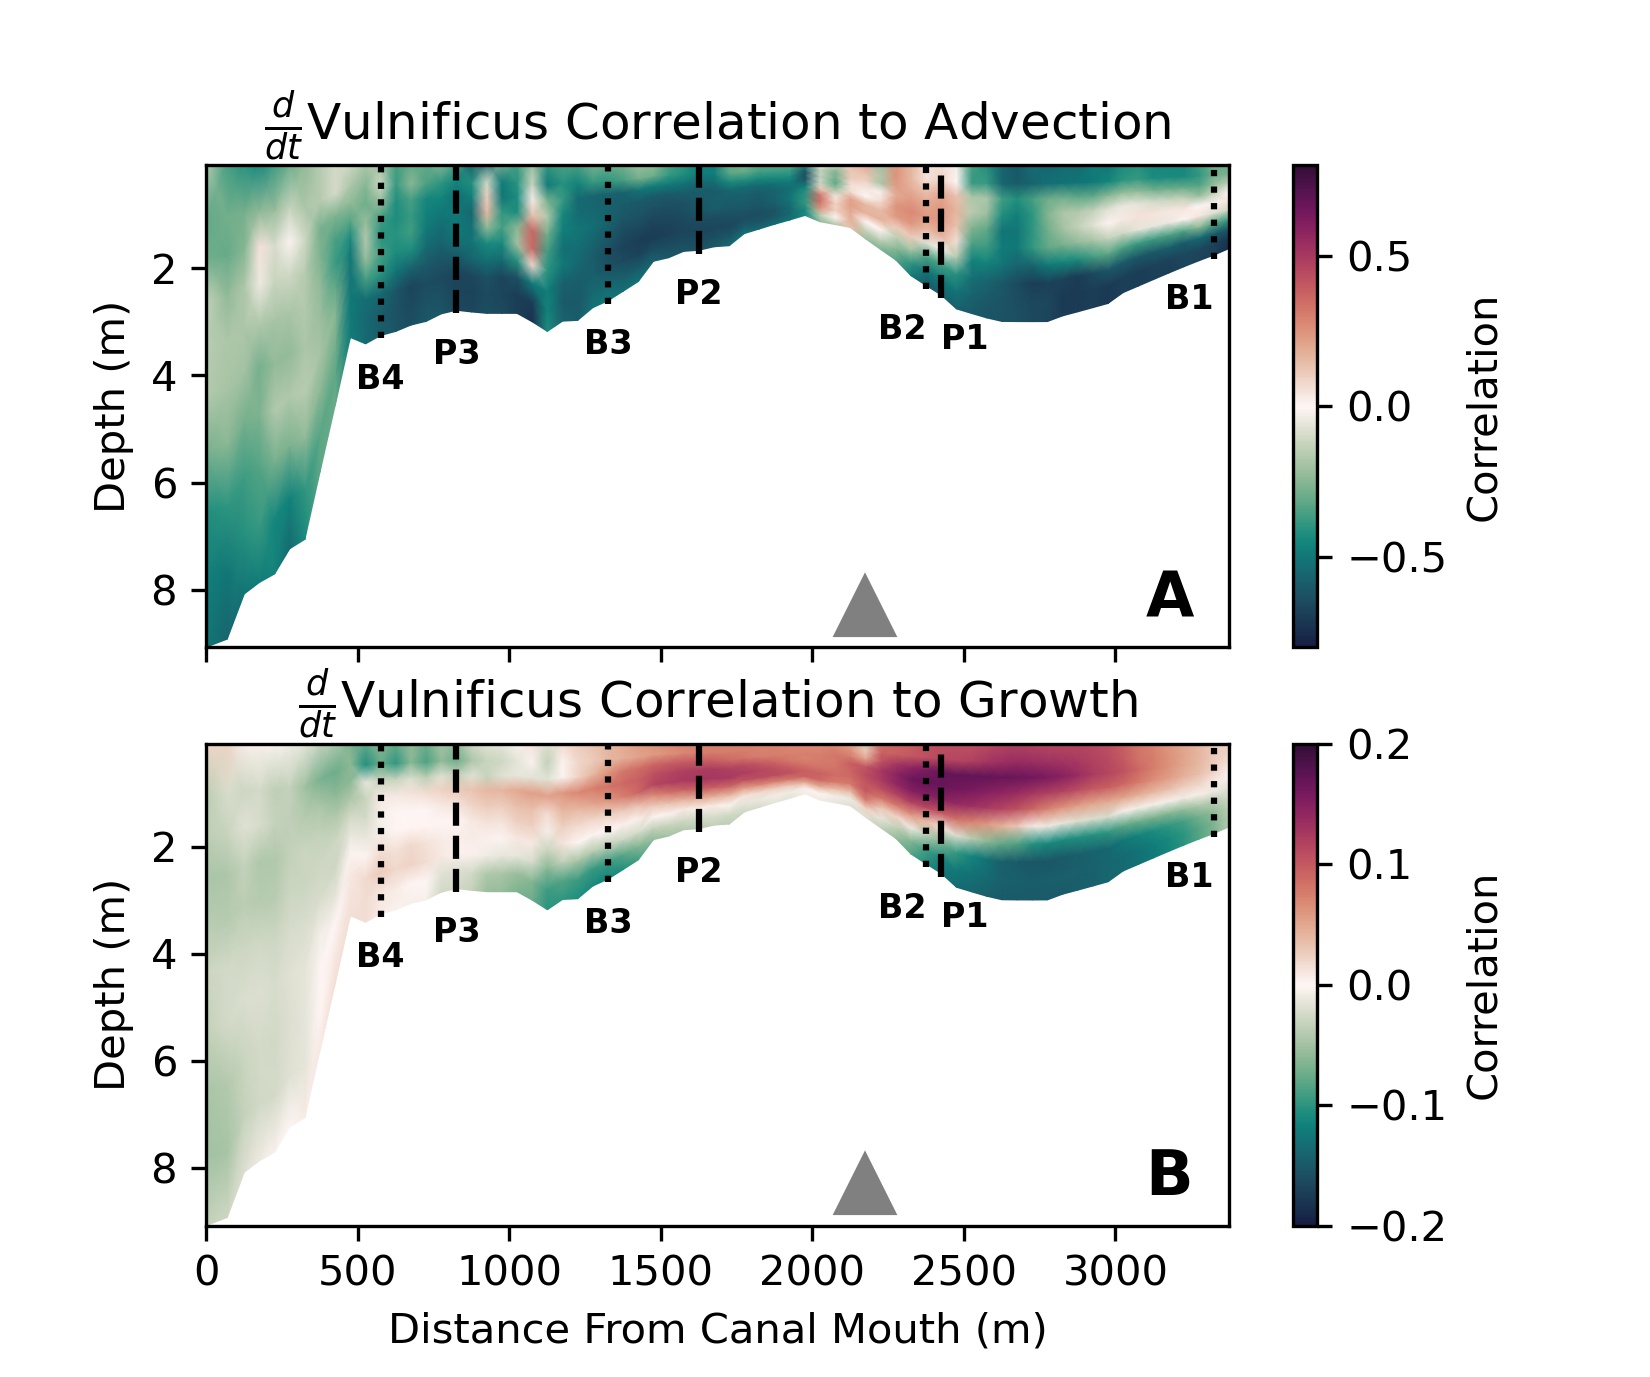 d/dt Vulnificus Correlation to Advection
2
4
6
8
Depth (m)
B4
P3
B3
P2
B2
P1
B1
A
0.5
0.0
−0.5
Correlation
d/dt Vulnificus Correlation to Growth
2
4
6
8
Depth (m)
B4
P3
B3
P2
B2
P1
B1
B
0.2
0.1
0.0
−0.1
−0.2
Correlation
0 500 1000 1500 2000 2500 3000
Distance From Canal Mouth (m)